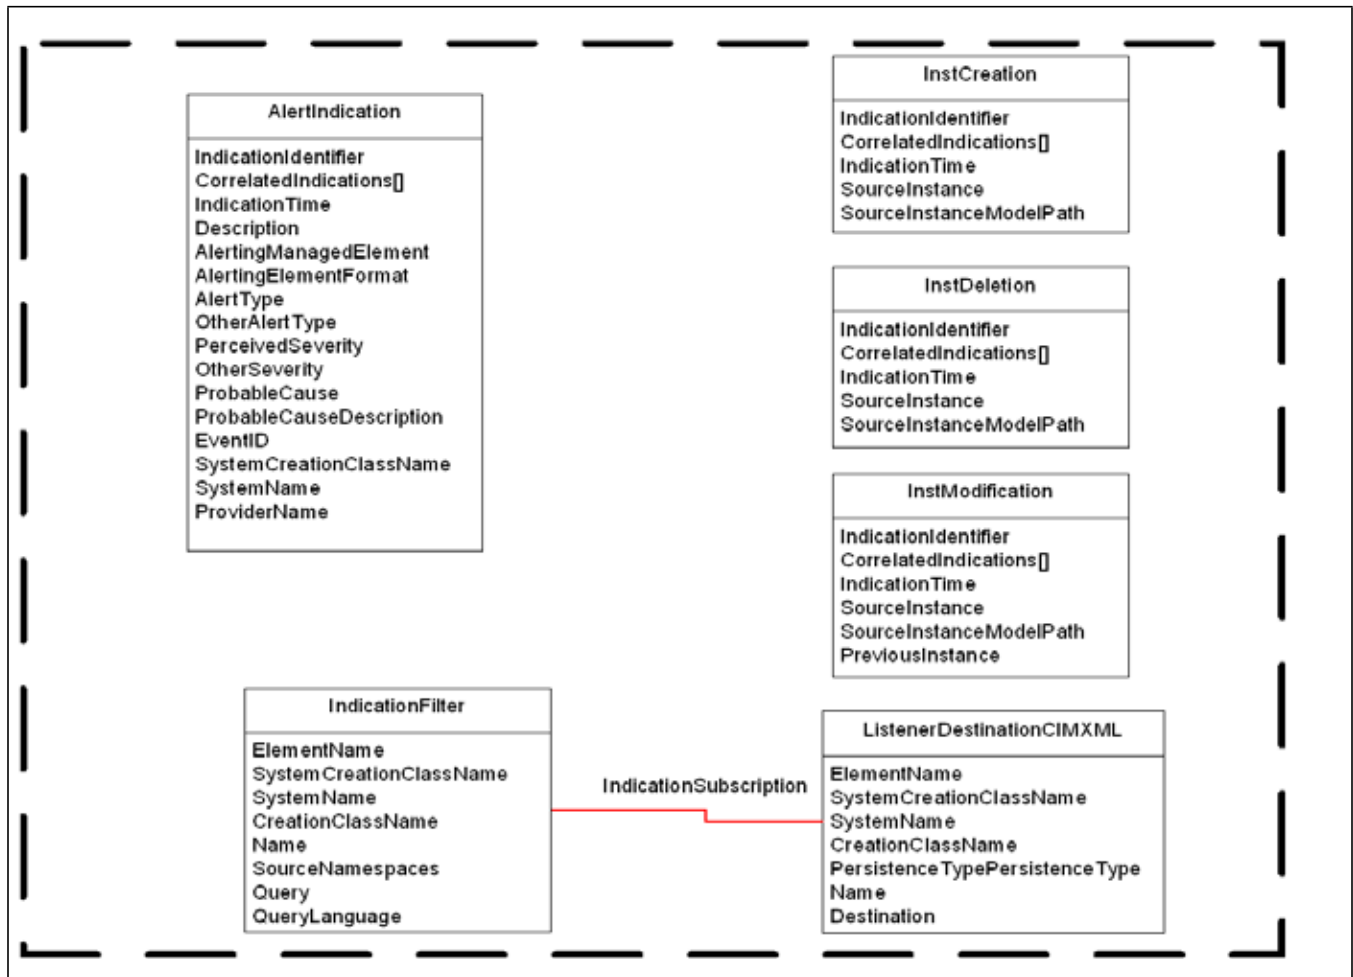 AlertIndication
IndicationIdentifier
CorrelatedIndications[]
IndicationTime
Description
AlertingManagedElement
AlertingElementFormat
AlertType
OtherAlertType
PerceivedSeverity
OtherSeverity
ProbableCause
ProbableCauseDescription
EventID
SystemCreationClassName
SystemName
ProviderName
InstCreation
IndicationIdentifier
CorrelatedIndications[]
IndicationTime
SourceInstance
SourceInstanceModelPath
InstDeletion
IndicationIdentifier
CorrelatedIndications[]
IndicationTime
SourceInstance
SourceInstanceModelPath
InstModification
IndicationIdentifier
CorrelatedIndications[]
IndicationTime
SourceInstance
SourceInstanceModelPath
PreviousInstance
IndicationFilter
ElementName
SystemCreationClassName
SystemName
CreationClassName
Name
SourceNamespaces
Query
QueryLanguage
IndicationSubscription
ListenerDestinationCIMXML
ElementName
SystemCreationClassName
SystemName
CreationClassName
PersistenceTypePersistenceType
Name
Destination